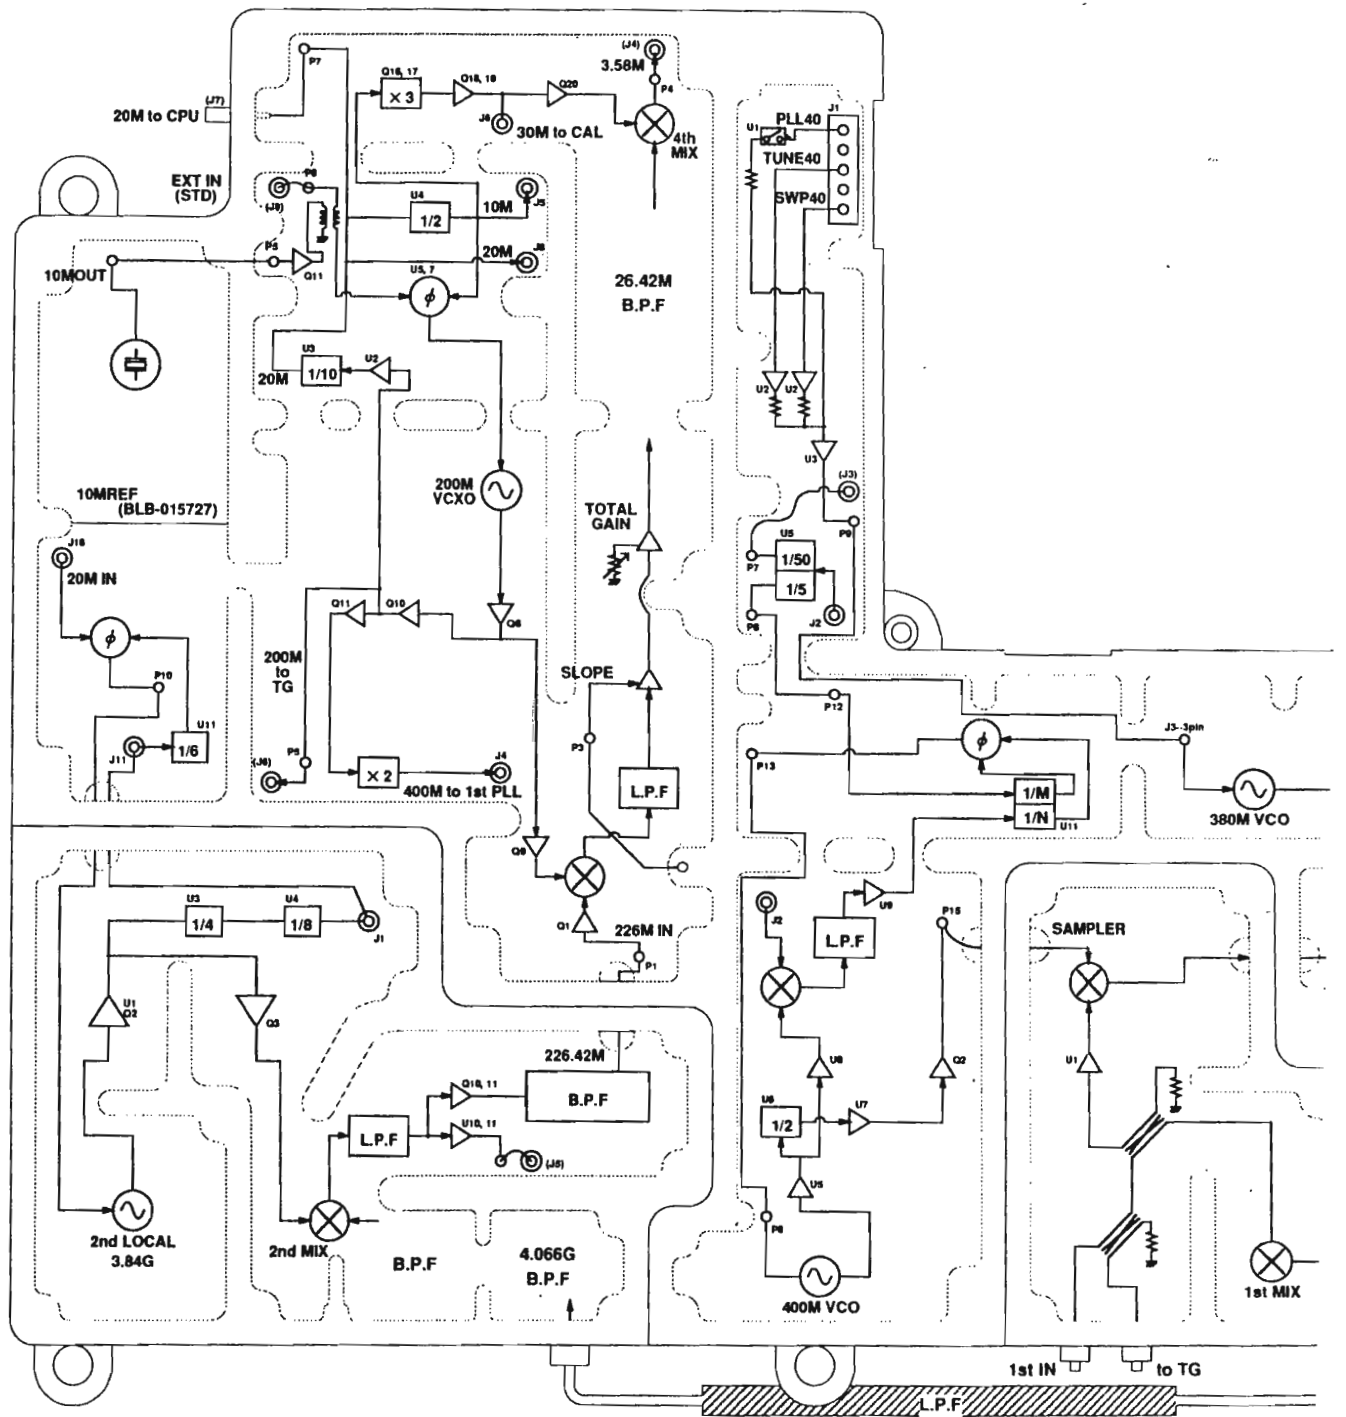 (J4)
3.58M
P4
P7
Q16, 17
× 3
Q18, 19
Q20
J6
30M to CAL
4th
MIX
(J7)
20M to CPU
EXT IN
(STD)
P6
(J9)
U4
1/2
10M
J5
P5
Q11
20M
J8
10MOUT
U5, 7
ϕ
26.42M
B.P.F
U3
1/10
U2
20M
PLL40
J1
U1
TUNE40
SWP40
U2
U2
U3
(J3)
P9
U5
1/50
1/5
P7
P6
J2
200M
VCXO
TOTAL
GAIN
10MREF
(BLB-015727)
J16
20M IN
ϕ
P10
U11
1/6
J11
Q11
Q10
Q6
200M
to
TG
P5
(J6)
× 2
J4
400M to 1st PLL
SLOPE
P3
L.P.F
Q9
Q1
226M IN
P1
P12
P13
ϕ
J3--3pin
1/M
1/N
U11
380M VCO
U3
1/4
U4
1/8
J1
U1
Q2
Q3
226.42M
Q10, 11
B.P.F
L.P.F
U10, 11
(J5)
2nd LOCAL
3.84G
2nd MIX
B.P.F
4.066G
B.P.F
J2
U9
L.P.F
P15
U8
U6
1/2
U7
Q2
U5
P8
400M VCO
SAMPLER
U1
1st MIX
1st IN
to TG
L.P.F